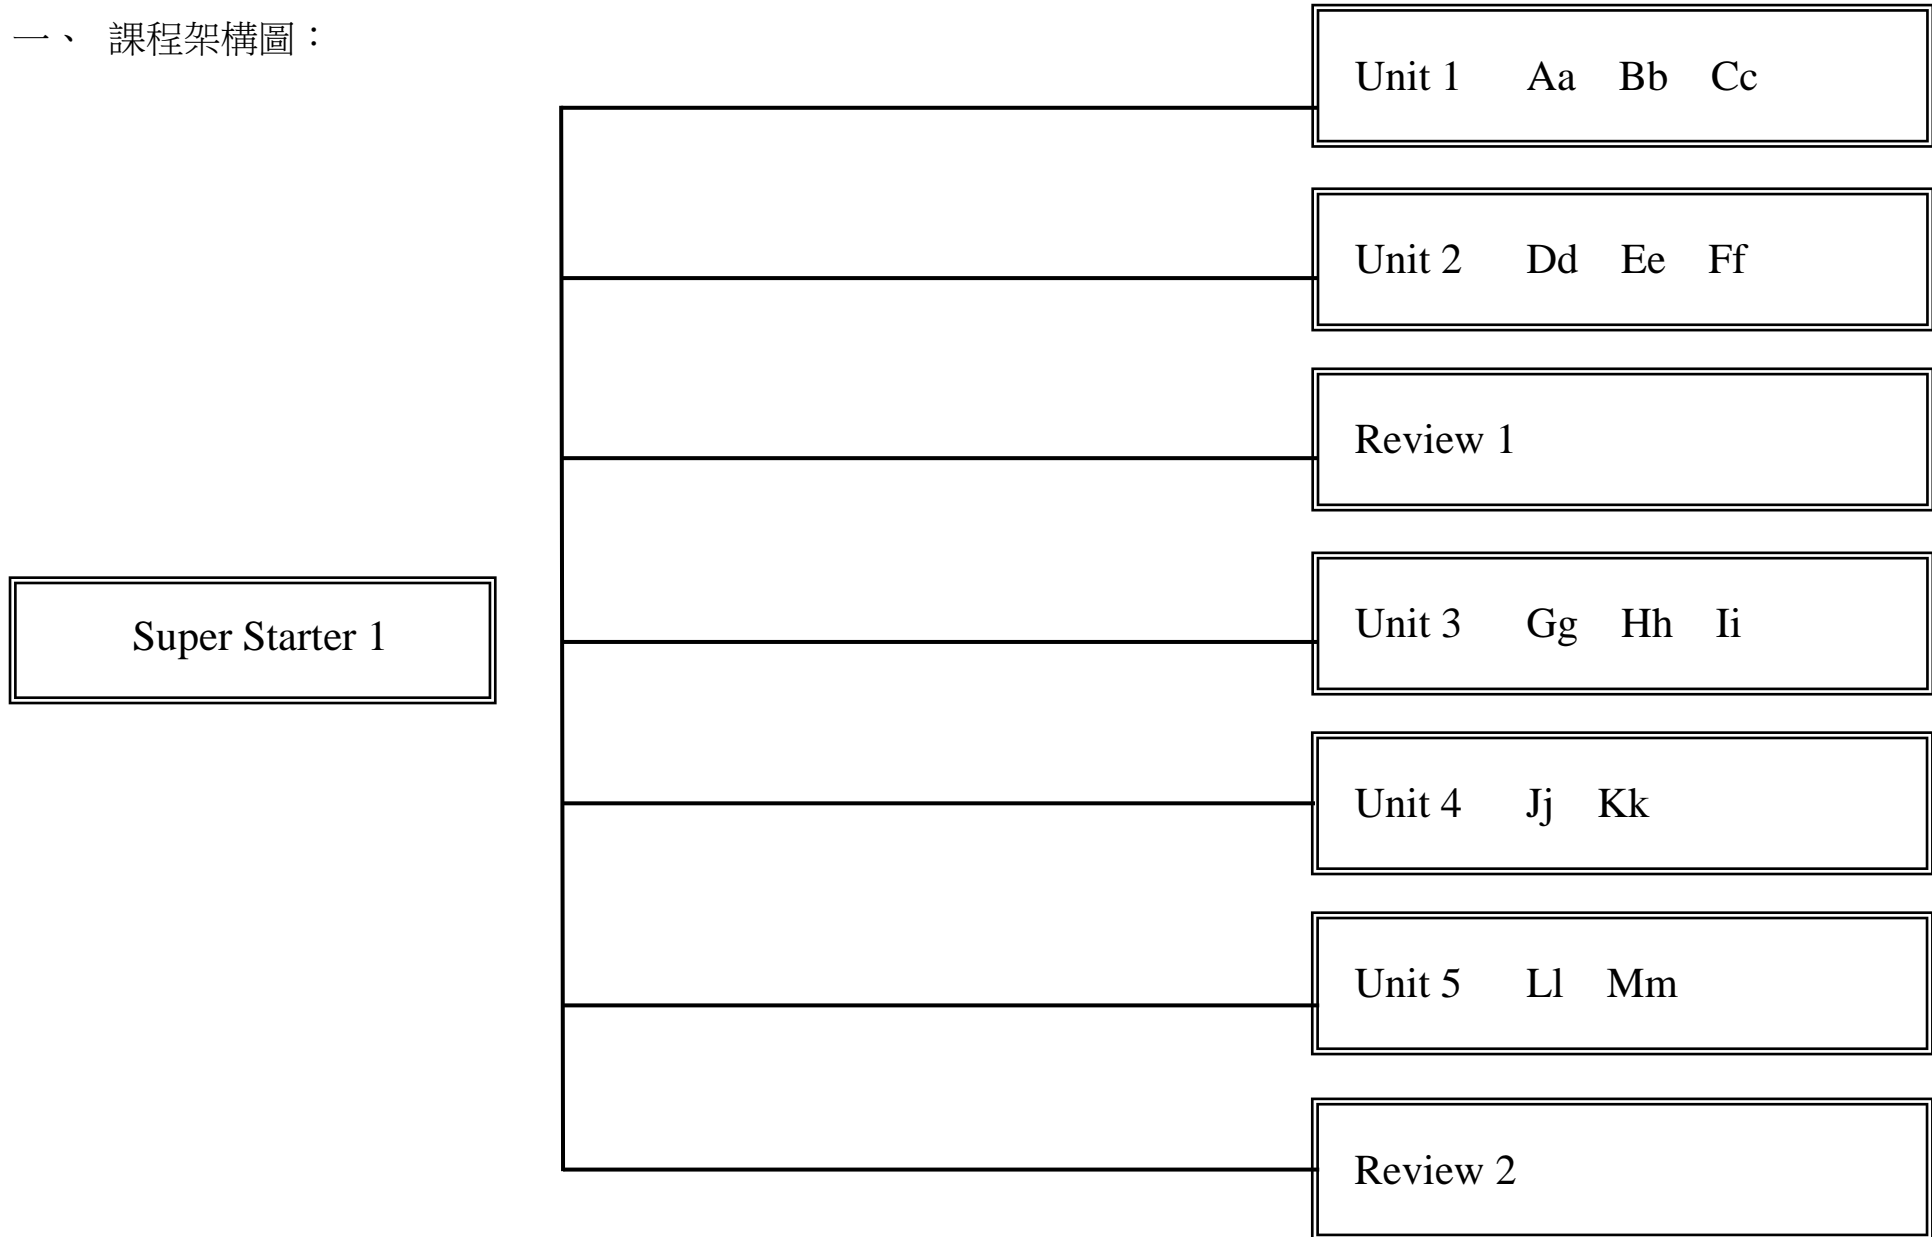 一、 課程架構圖：
Unit 1 Aa Bb Cc
Unit 2 Dd Ee Ff
Review 1
Super Starter 1
Unit 3 Gg Hh Ii
Unit 4 Jj Kk
Unit 5 Ll Mm
Review 2